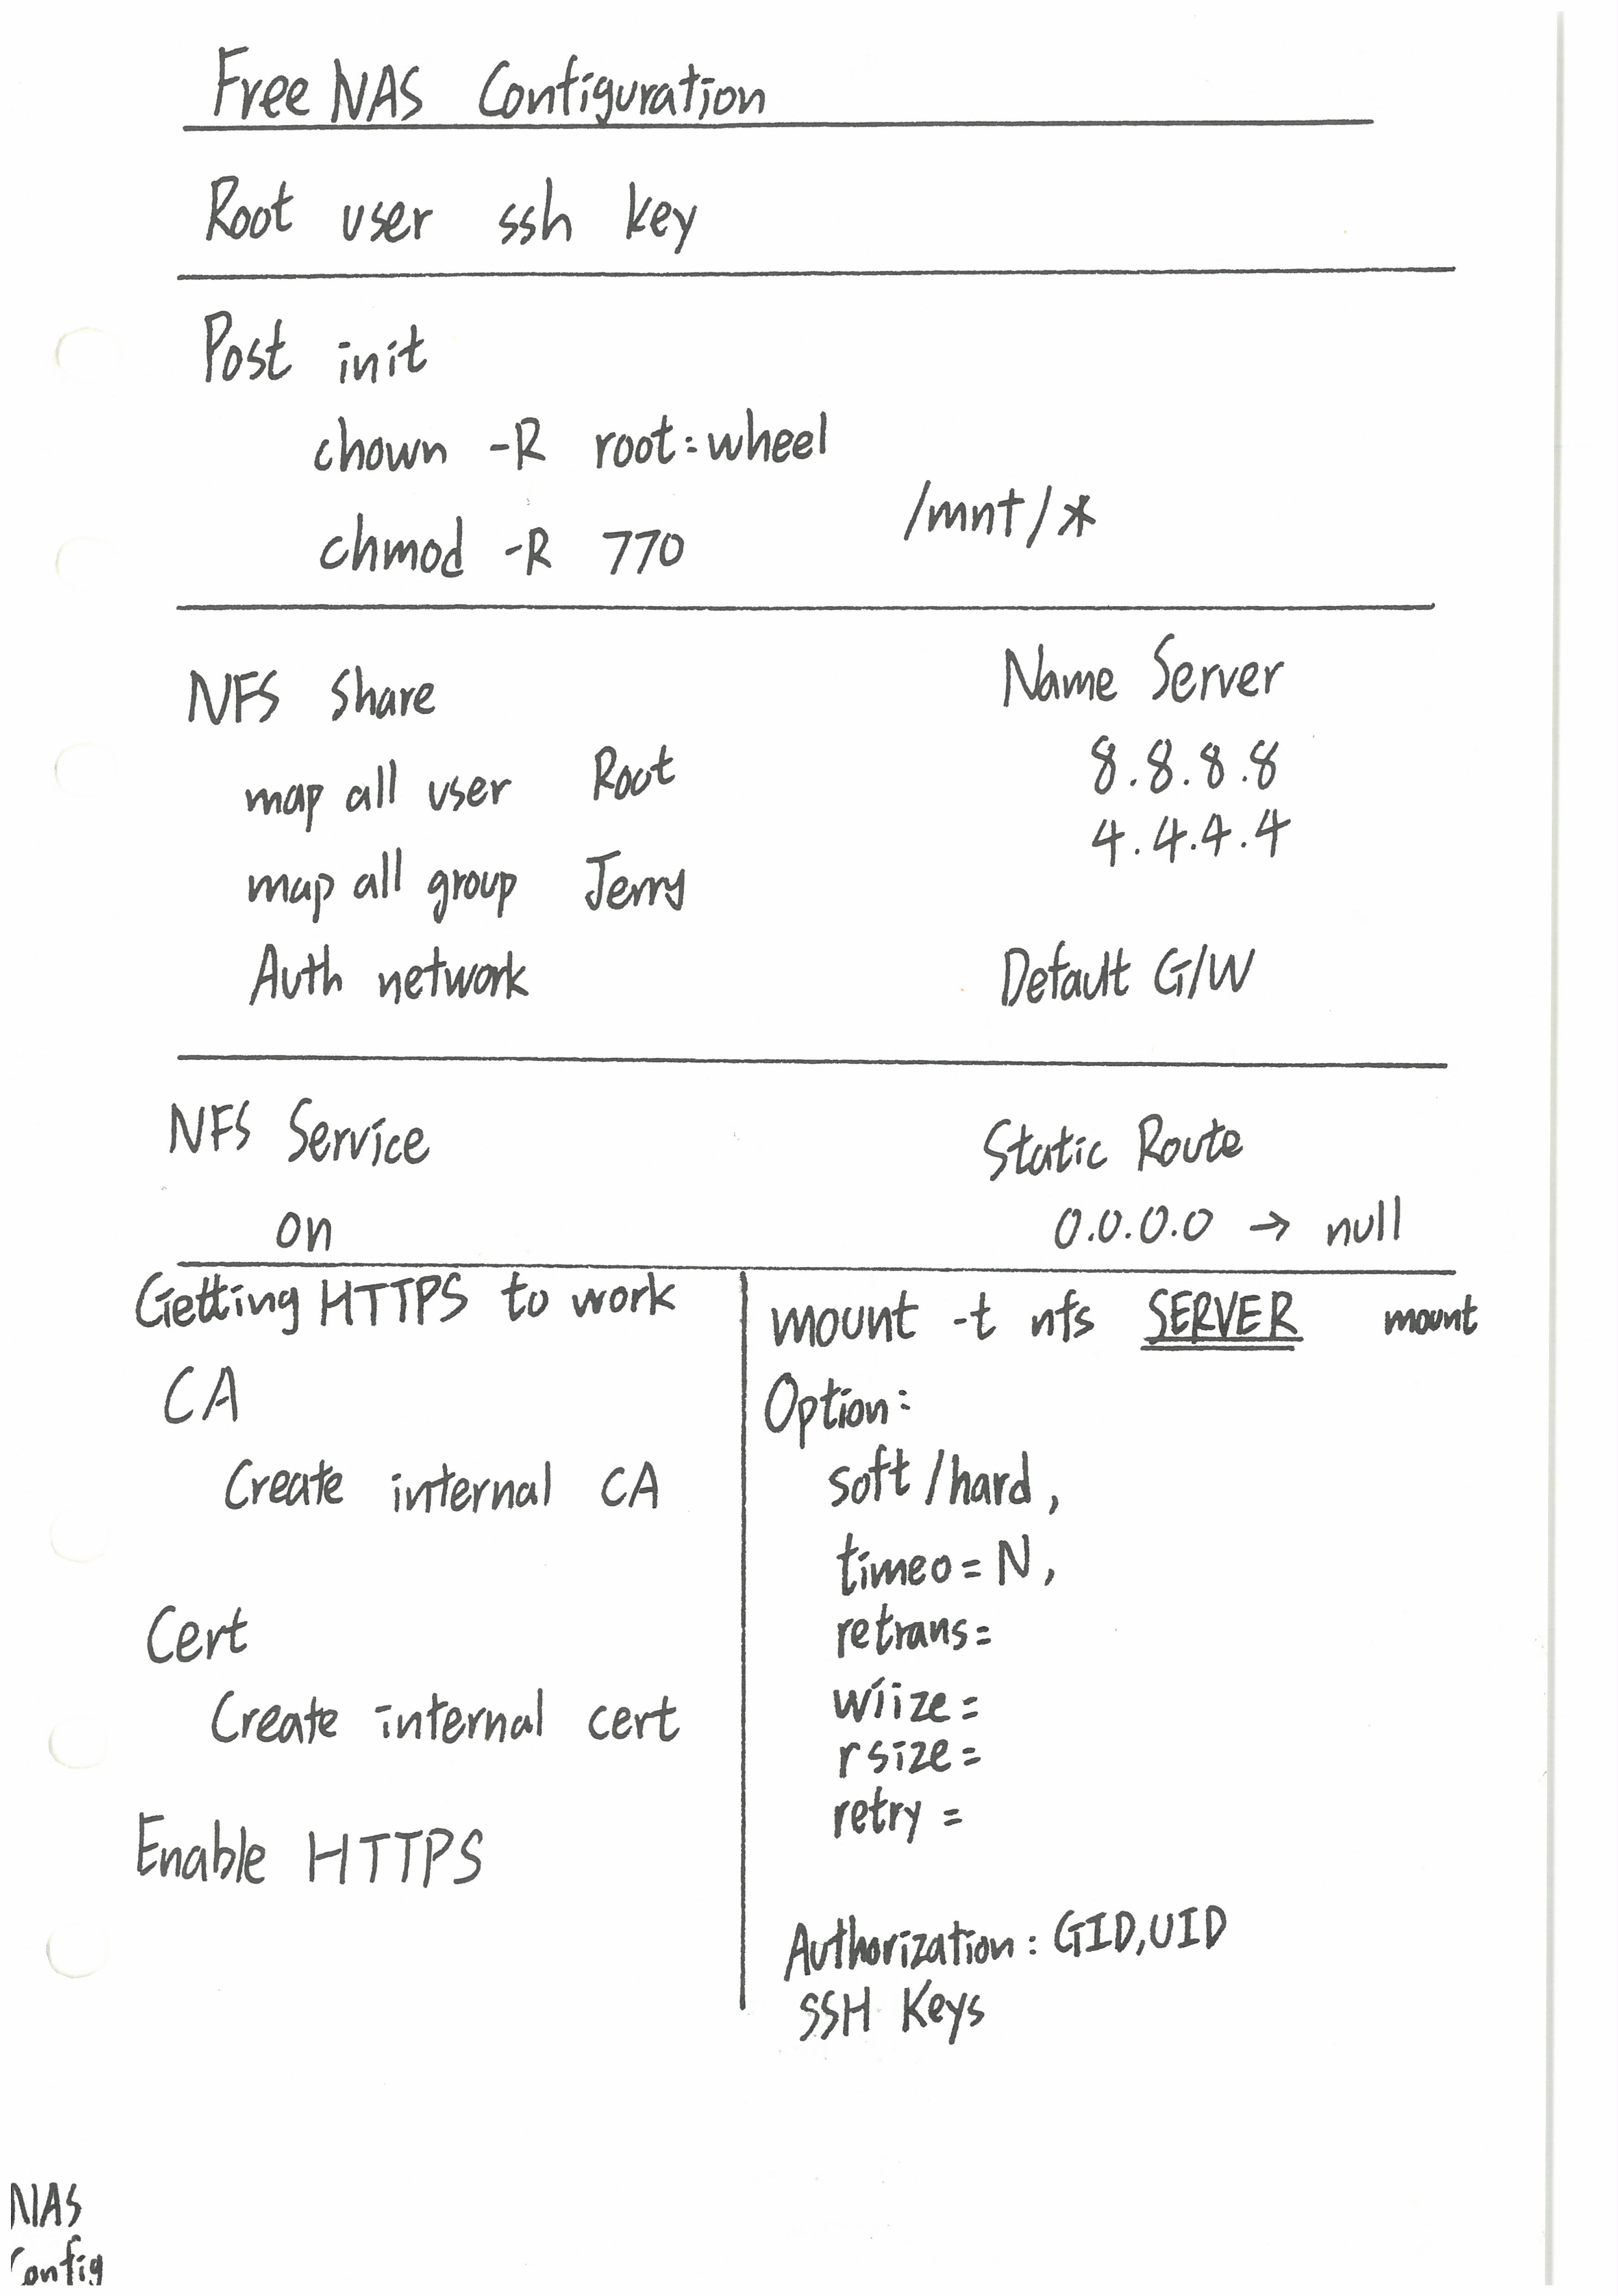 Free NAS Configuration
Root user ssh key
Post init
chown -R root:wheel
/mnt/*
chmod -R 770
NFS Share
map all user Root
map all group Jerry
Auth network
Name Server
8.8.8.8
4.4.4.4
Default G/W
NFS Service
on
Static Route
0.0.0.0 → null
Getting HTTPS to work
CA
Create internal CA
Cert
Create internal cert
Enable HTTPS
mount -t nfs SERVER mount
Option:
soft/hard,
timeo=N,
retrans=
wiize=
rsize=
retry=
Authorization: GID,UID
SSH Keys
NAS
Config